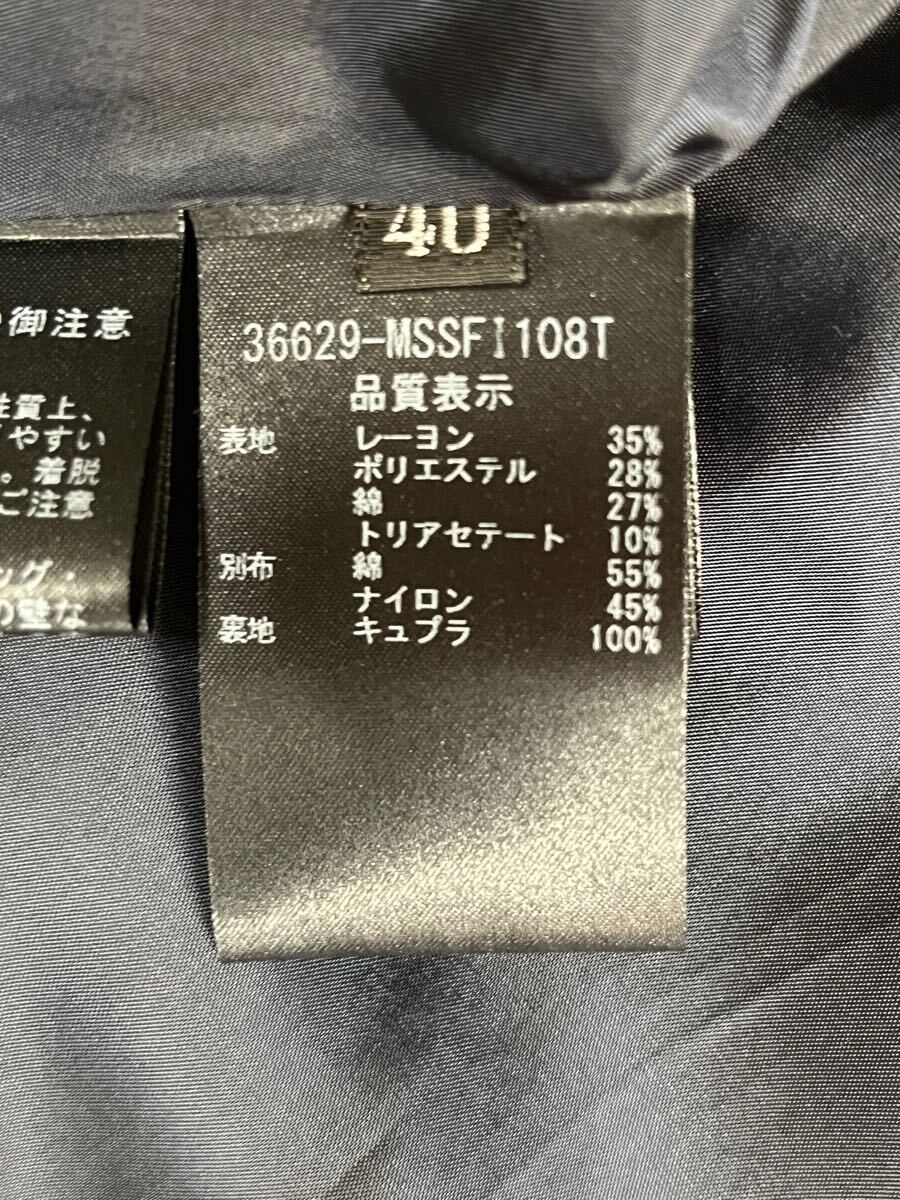 40
36629-MSSFI108T
品質表示
表地 レーヨン 35%
ポリエステル 28%
綿 27%
トリアセテート 10%
別布 綿 55%
ナイロン 45%
裏地 キュプラ 100%
御注意
性質上、
やすい
。着脱
ご注意
ッグ・
の壁な